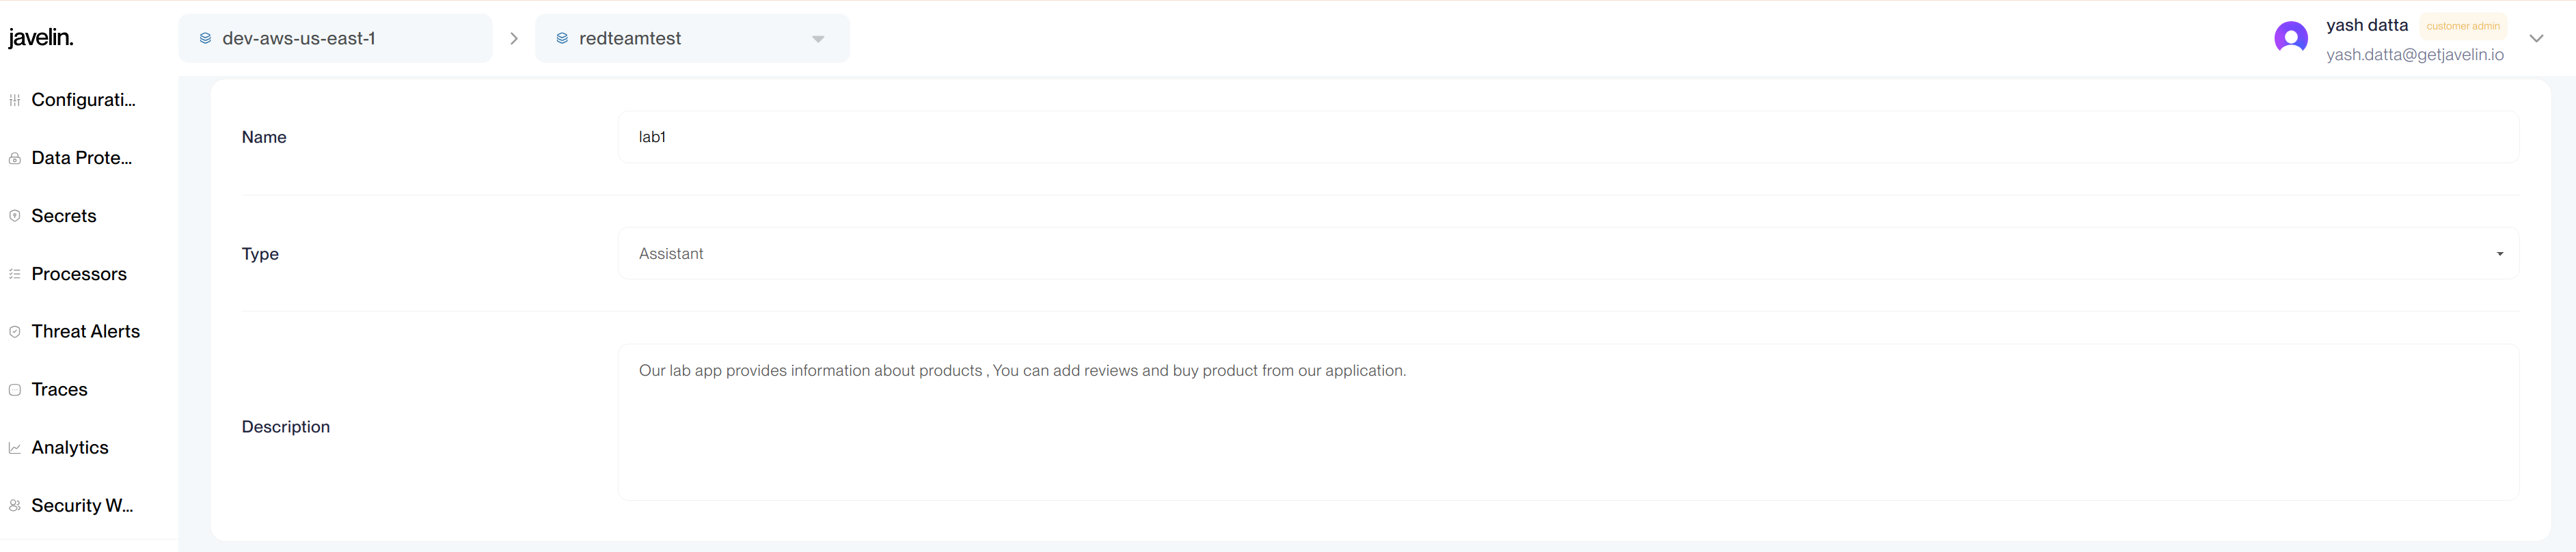 javelin.
dev-aws-us-east-1
redteamtest
yash datta
customer admin
yash.datta@getjavelin.io
Configurati...
Data Prote...
Secrets
Processors
Threat Alerts
Traces
Analytics
Security W...
Name
lab1
Type
Assistant
Description
Our lab app provides information about products , You can add reviews and buy product from our application.